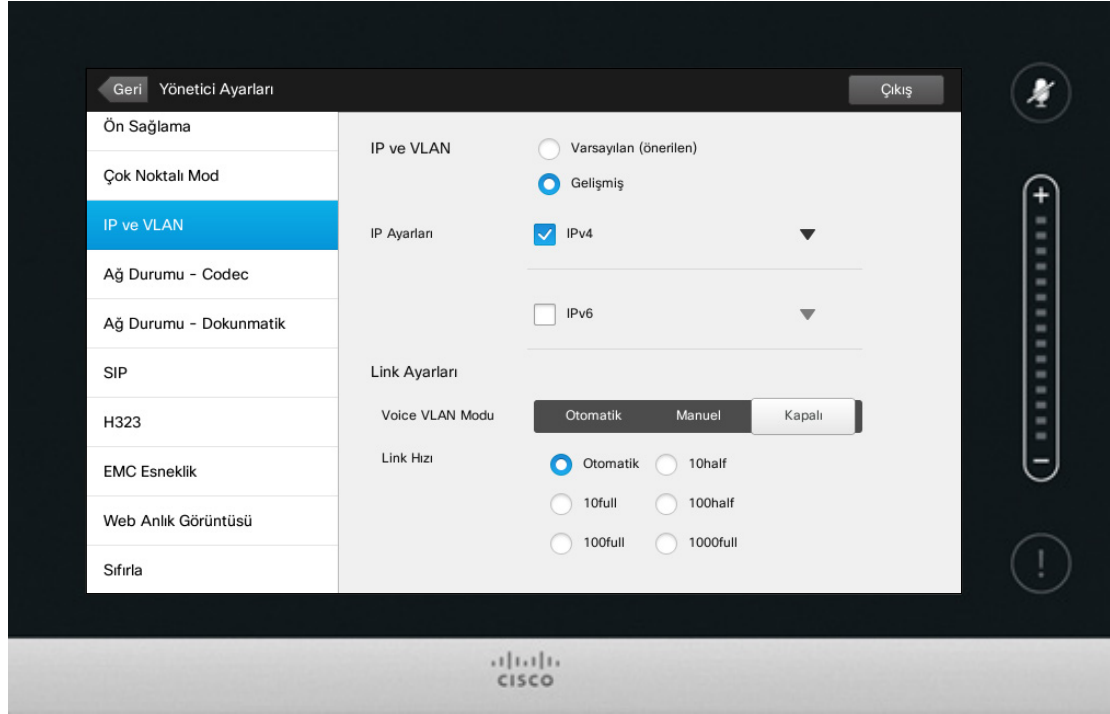 Geri Yönetici Ayarları Çıkış
Ön Sağlama
Çok Noktalı Mod
IP ve VLAN
Ağ Durumu - Codec
Ağ Durumu - Dokunmatik
SIP
H323
EMC Esneklik
Web Anlık Görüntüsü
Sıfırla
IP ve VLAN Varsayılan (önerilen)
Gelişmiş
IP Ayarları IPv4
IPv6
Link Ayarları
Voice VLAN Modu Otomatik Manuel Kapalı
Link Hızı Otomatik 10half
10full 100half
100full 1000full
+
−
!
CISCO